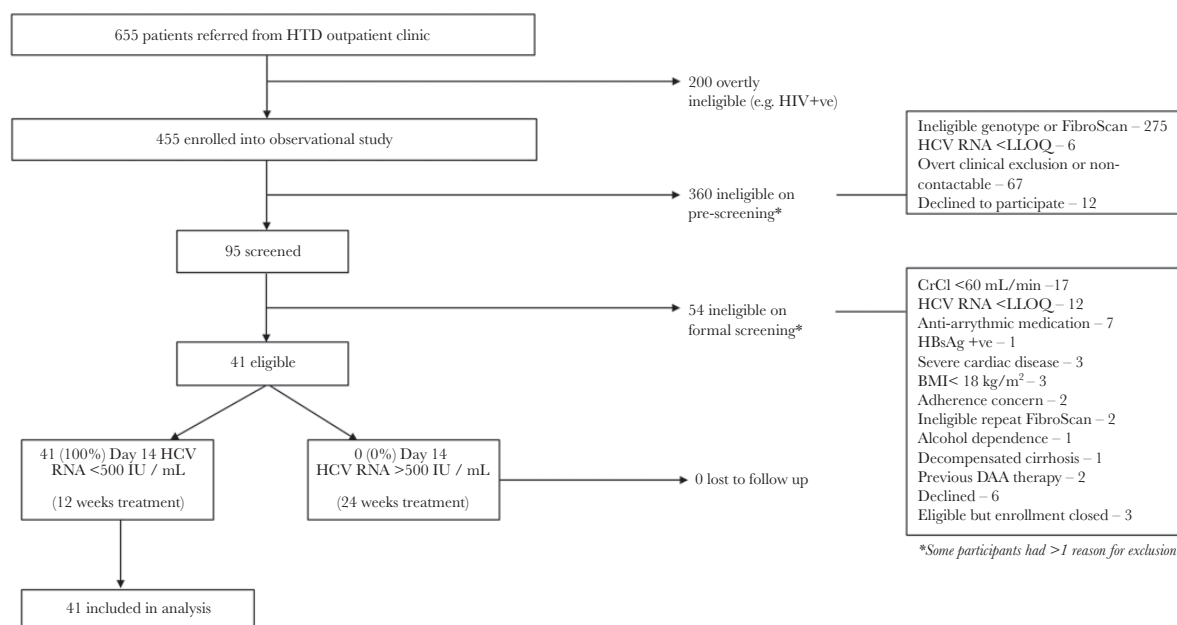 655 patients referred from HTD outpatient clinic
200 overtly
ineligible (e.g. HIV+ve)
455 enrolled into observational study
Ineligible genotype or FibroScan – 275
HCV RNA <LLOQ – 6
Overt clinical exclusion or non-
contactable – 67
Declined to participate – 12
360 ineligible on
pre-screening*
95 screened
54 ineligible on
formal screening*
CrCl <60 mL/min –17
HCV RNA <LLOQ – 12
Anti-arrythmic medication – 7
HBsAg +ve – 1
Severe cardiac disease – 3
BMI< 18 kg/m² – 3
Adherence concern – 2
Ineligible repeat FibroScan – 2
Alcohol dependence – 1
Decompensated cirrhosis – 1
Previous DAA therapy – 2
Declined – 6
Eligible but enrollment closed – 3
*Some participants had >1 reason for exclusion
41 eligible
41 (100%) Day 14 HCV
RNA <500 IU / mL
(12 weeks treatment)
0 (0%) Day 14
HCV RNA >500 IU / mL
(24 weeks treatment)
0 lost to follow up
41 included in analysis